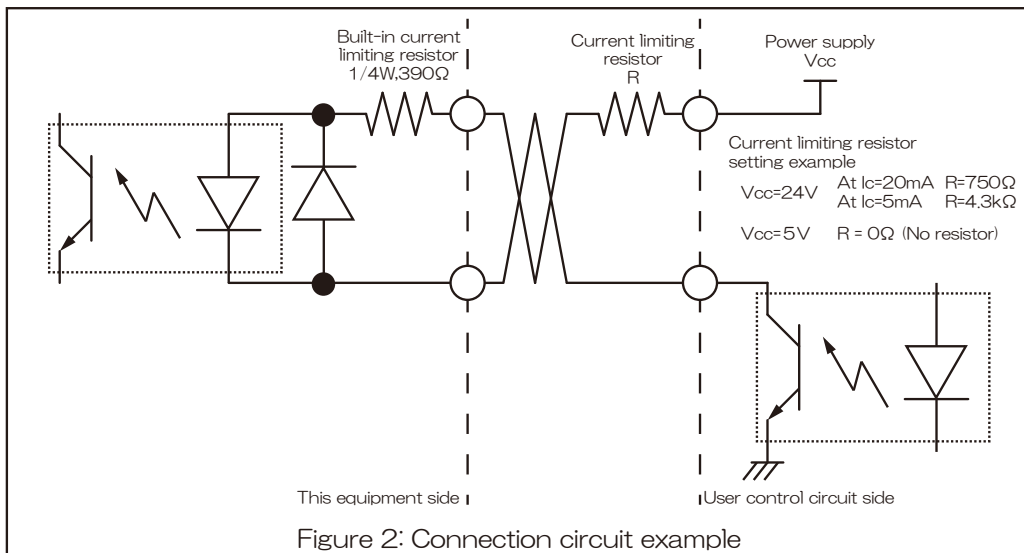 Built-in current
limiting resistor
1/4W,390Ω
Current limiting
resistor
R
Power supply
Vcc
Current limiting resistor
setting example
Vcc=24V At Ic=20mA R=750Ω
At Ic=5mA R=4.3kΩ
Vcc=5V R = 0Ω (No resistor)
This equipment side
User control circuit side
Figure 2: Connection circuit example